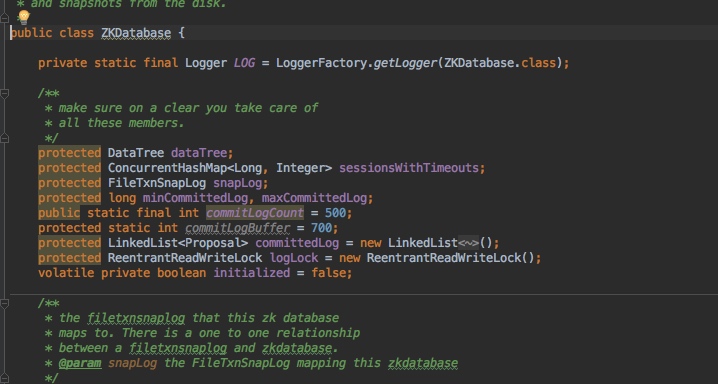 * and snapshots from the disk.
public class ZKDatabase {
private static final Logger LOG = LoggerFactory.getLogger(ZKDatabase.class);
/**
* make sure on a clear you take care of
* all these members.
*/
protected DataTree dataTree;
protected ConcurrentHashMap<Long, Integer> sessionsWithTimeouts;
protected FileTxnSnapLog snapLog;
protected long minCommittedLog, maxCommittedLog;
public static final int commitLogCount = 500;
protected static int commitLogBuffer = 700;
protected LinkedList<Proposal> committedLog = new LinkedList<~>();
protected ReentrantReadWriteLock logLock = new ReentrantReadWriteLock();
volatile private boolean initialized = false;
/**
* the filetxnsnaplog that this zk database
* maps to. There is a one to one relationship
* between a filetxnsnaplog and zkdatabase.
* @param snapLog the FileTxnSnapLog mapping this zkdatabase
*/